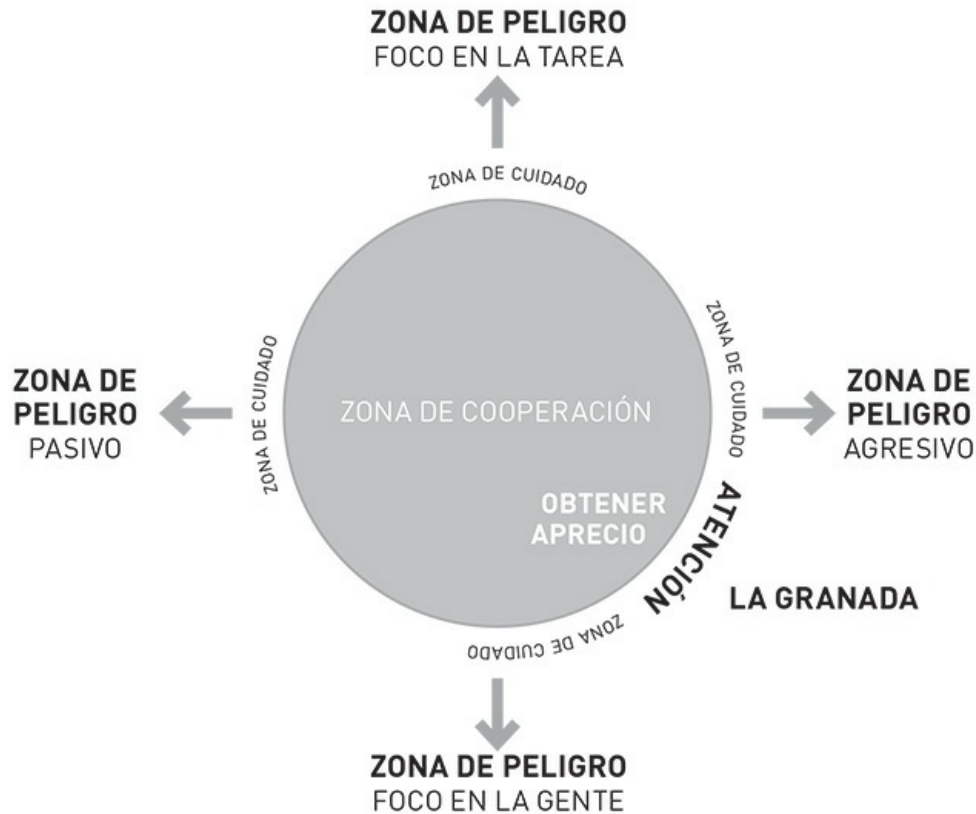 ZONA DE PELIGRO
FOCO EN LA TAREA
ZONA DE CUIDADO
ZONA DE CUIDADO
ZONA DE CUIDADO
ZONA DE
PELIGRO
PASIVO
ZONA DE COOPERACIÓN
ZONA DE
PELIGRO
AGRESIVO
OBTENER
APRECIO
ATENCIÓN
LA GRANADA
ZONA DE CUIDADO
ZONA DE PELIGRO
FOCO EN LA GENTE